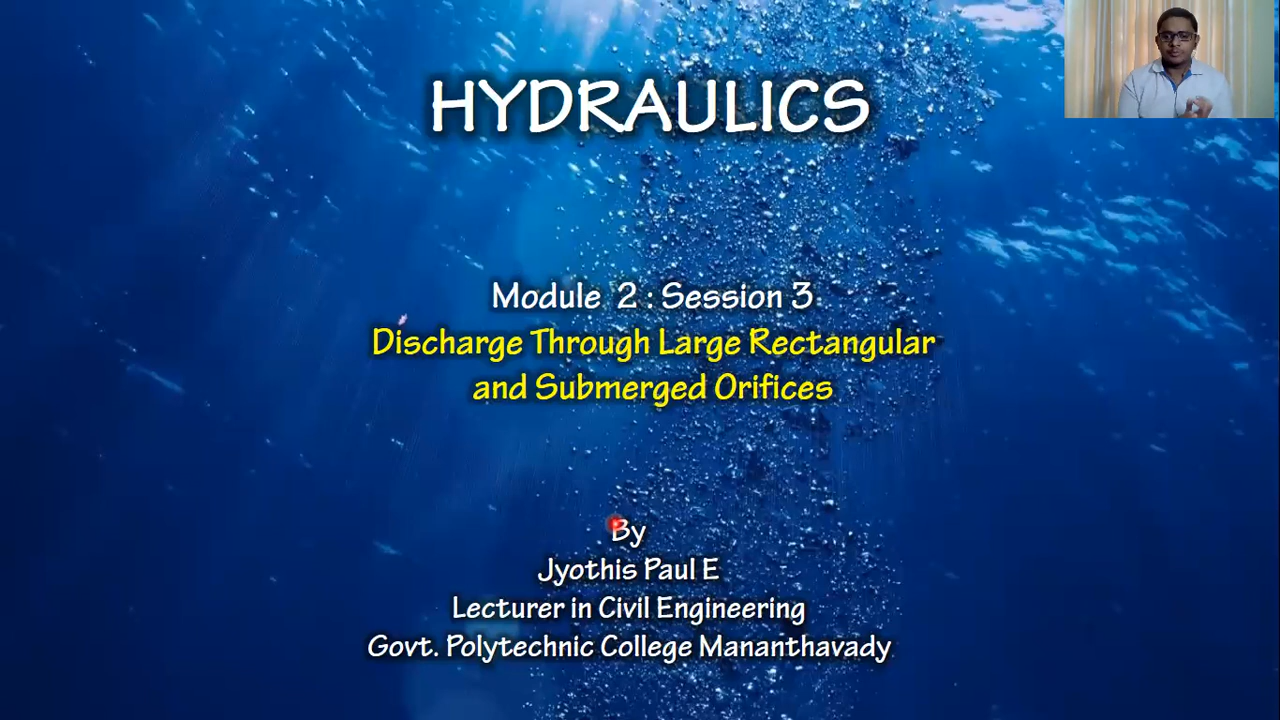 HYDRAULICS
Module 2 : Session 3
Discharge Through Large Rectangular
and Submerged Orifices
By
Jyothis Paul E
Lecturer in Civil Engineering
Govt. Polytechnic College Mananthavady